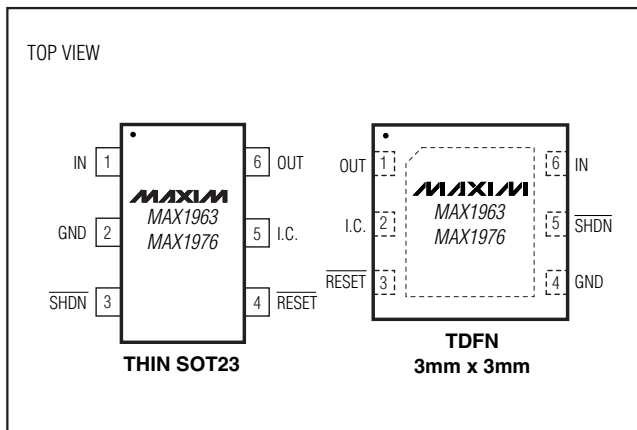 TOP VIEW
IN 1
6 OUT
MAXIM
MAX1963
MAX1976
GND 2
5 I.C.
SHDN 3
4 RESET
THIN SOT23
OUT 1
6 IN
MAXIM
MAX1963
MAX1976
I.C. 2
5 SHDN
RESET 3
4 GND
TDFN
3mm x 3mm